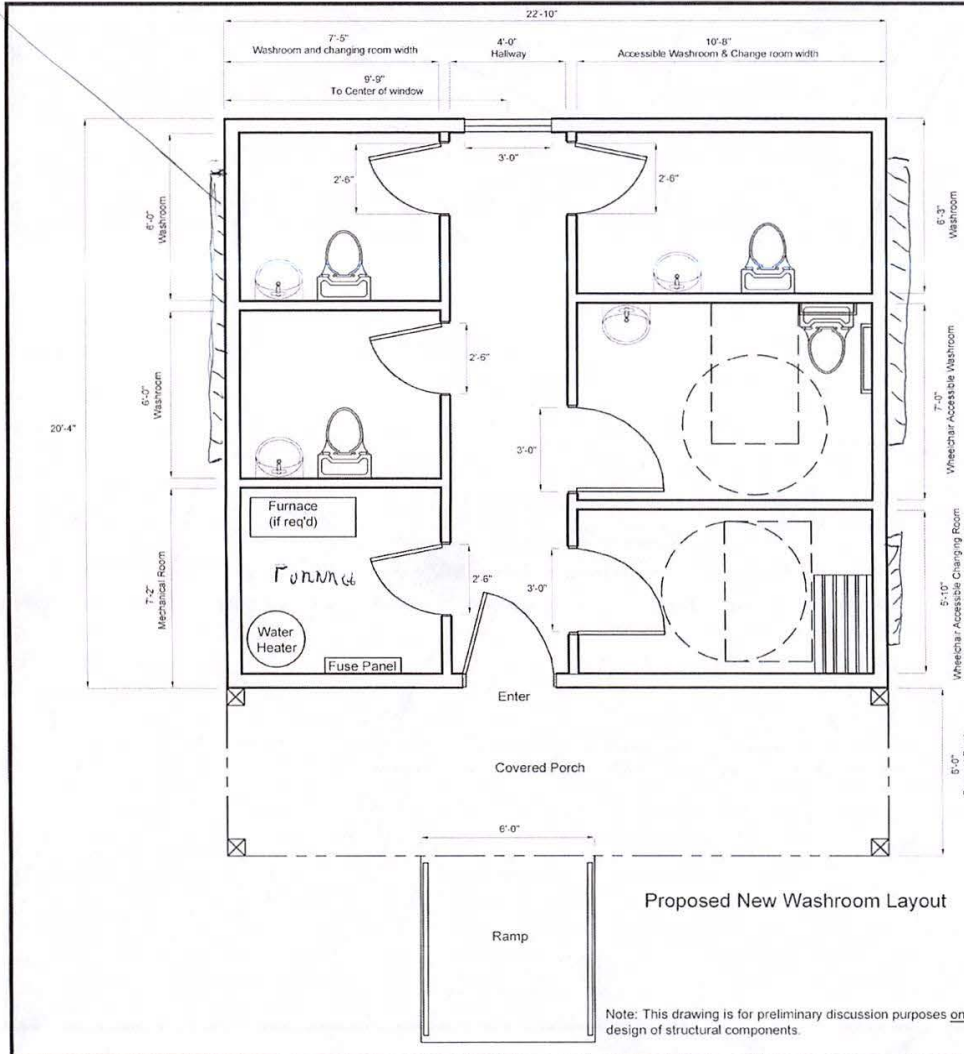 22'-10"
7'-5"
Washroom and changing room width
4'-0"
Hallway
10'-8"
Accessible Washroom & Change room width
9'-9"
To Center of window
3'-0"
2'-6"
2'-6"
6'-0"
Washroom
6'-3"
Washroom
20'-4"
6'-0"
Washroom
2'-6"
7'-0"
Wheelchair Accessible Washroom
3'-0"
7'-2"
Mechanical Room
Furnace
(if req'd)
Water
Heater
Fuse Panel
2'-6"
3'-0"
5'-10"
Wheelchair Accessible Changing Room
Enter
Covered Porch
6'-0"
Ramp
Proposed New Washroom Layout
Note: This drawing is for preliminary discussion purposes on
design of structural components.